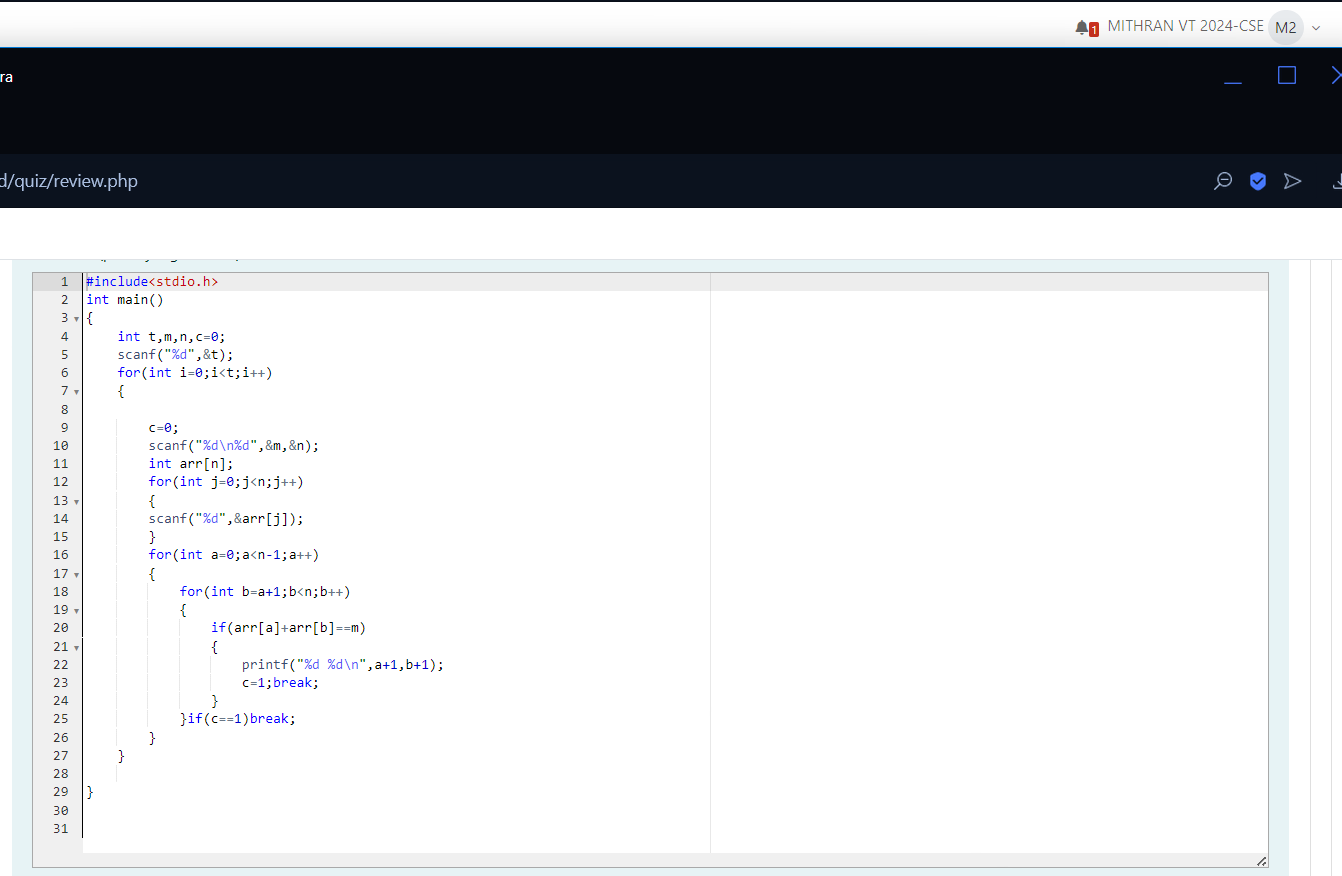 1 MITHRAN VT 2024-CSE M2
ra
d/quiz/review.php
1 #include<stdio.h>
2 int main()
3 {
4 int t,m,n,c=0;
5 scanf("%d",&t);
6 for(int i=0;i<t;i++)
7 {
8
9 c=0;
10 scanf("%d\n%d",&m,&n);
11 int arr[n];
12 for(int j=0;j<n;j++)
13 {
14 scanf("%d",&arr[j]);
15 }
16 for(int a=0;a<n-1;a++)
17 {
18 for(int b=a+1;b<n;b++)
19 {
20 if(arr[a]+arr[b]==m)
21 {
22 printf("%d %d\n",a+1,b+1);
23 c=1;break;
24 }
25 }if(c==1)break;
26 }
27 }
28
29 }
30
31